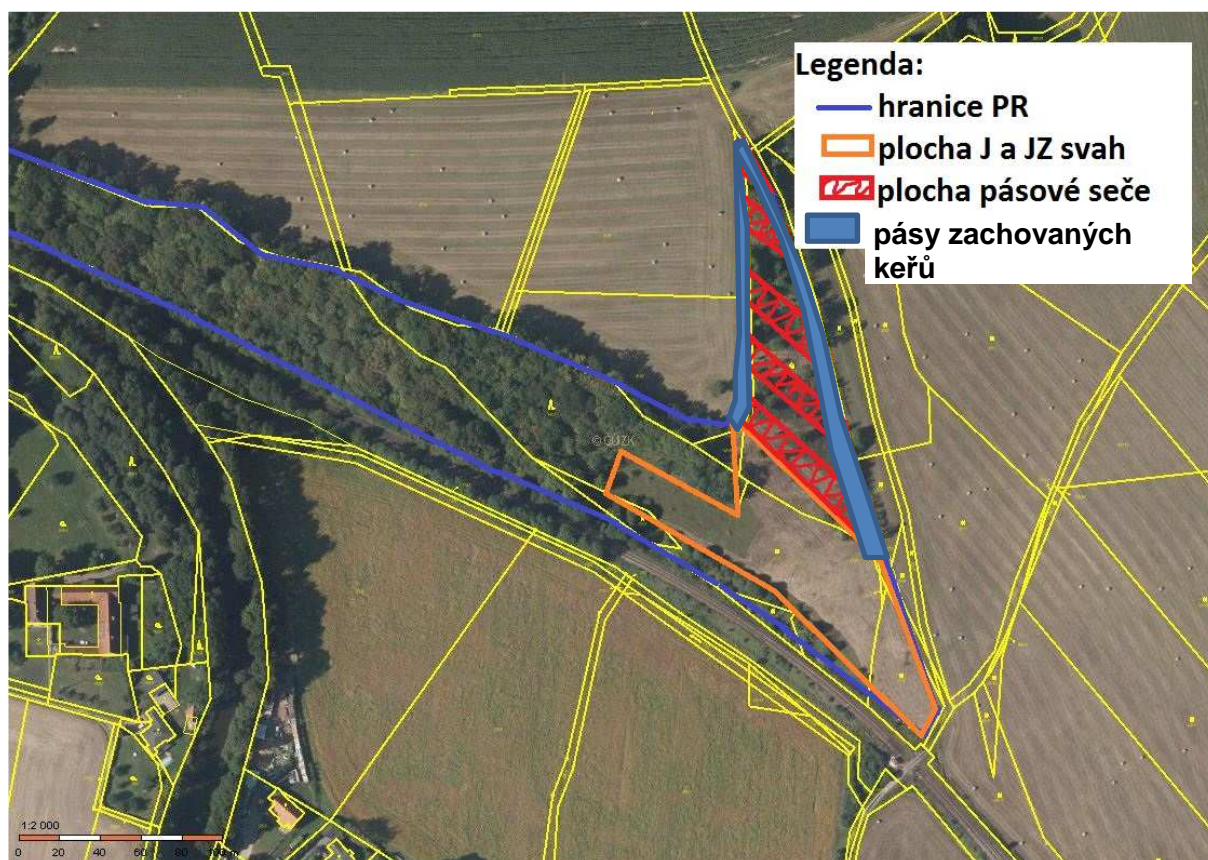 Legenda:
hranice PR
plocha J a JZ svah
plocha pásové seče
pásy zachovaných
keřů
© ČÚZK
1:2 000
0 20 40 60 80